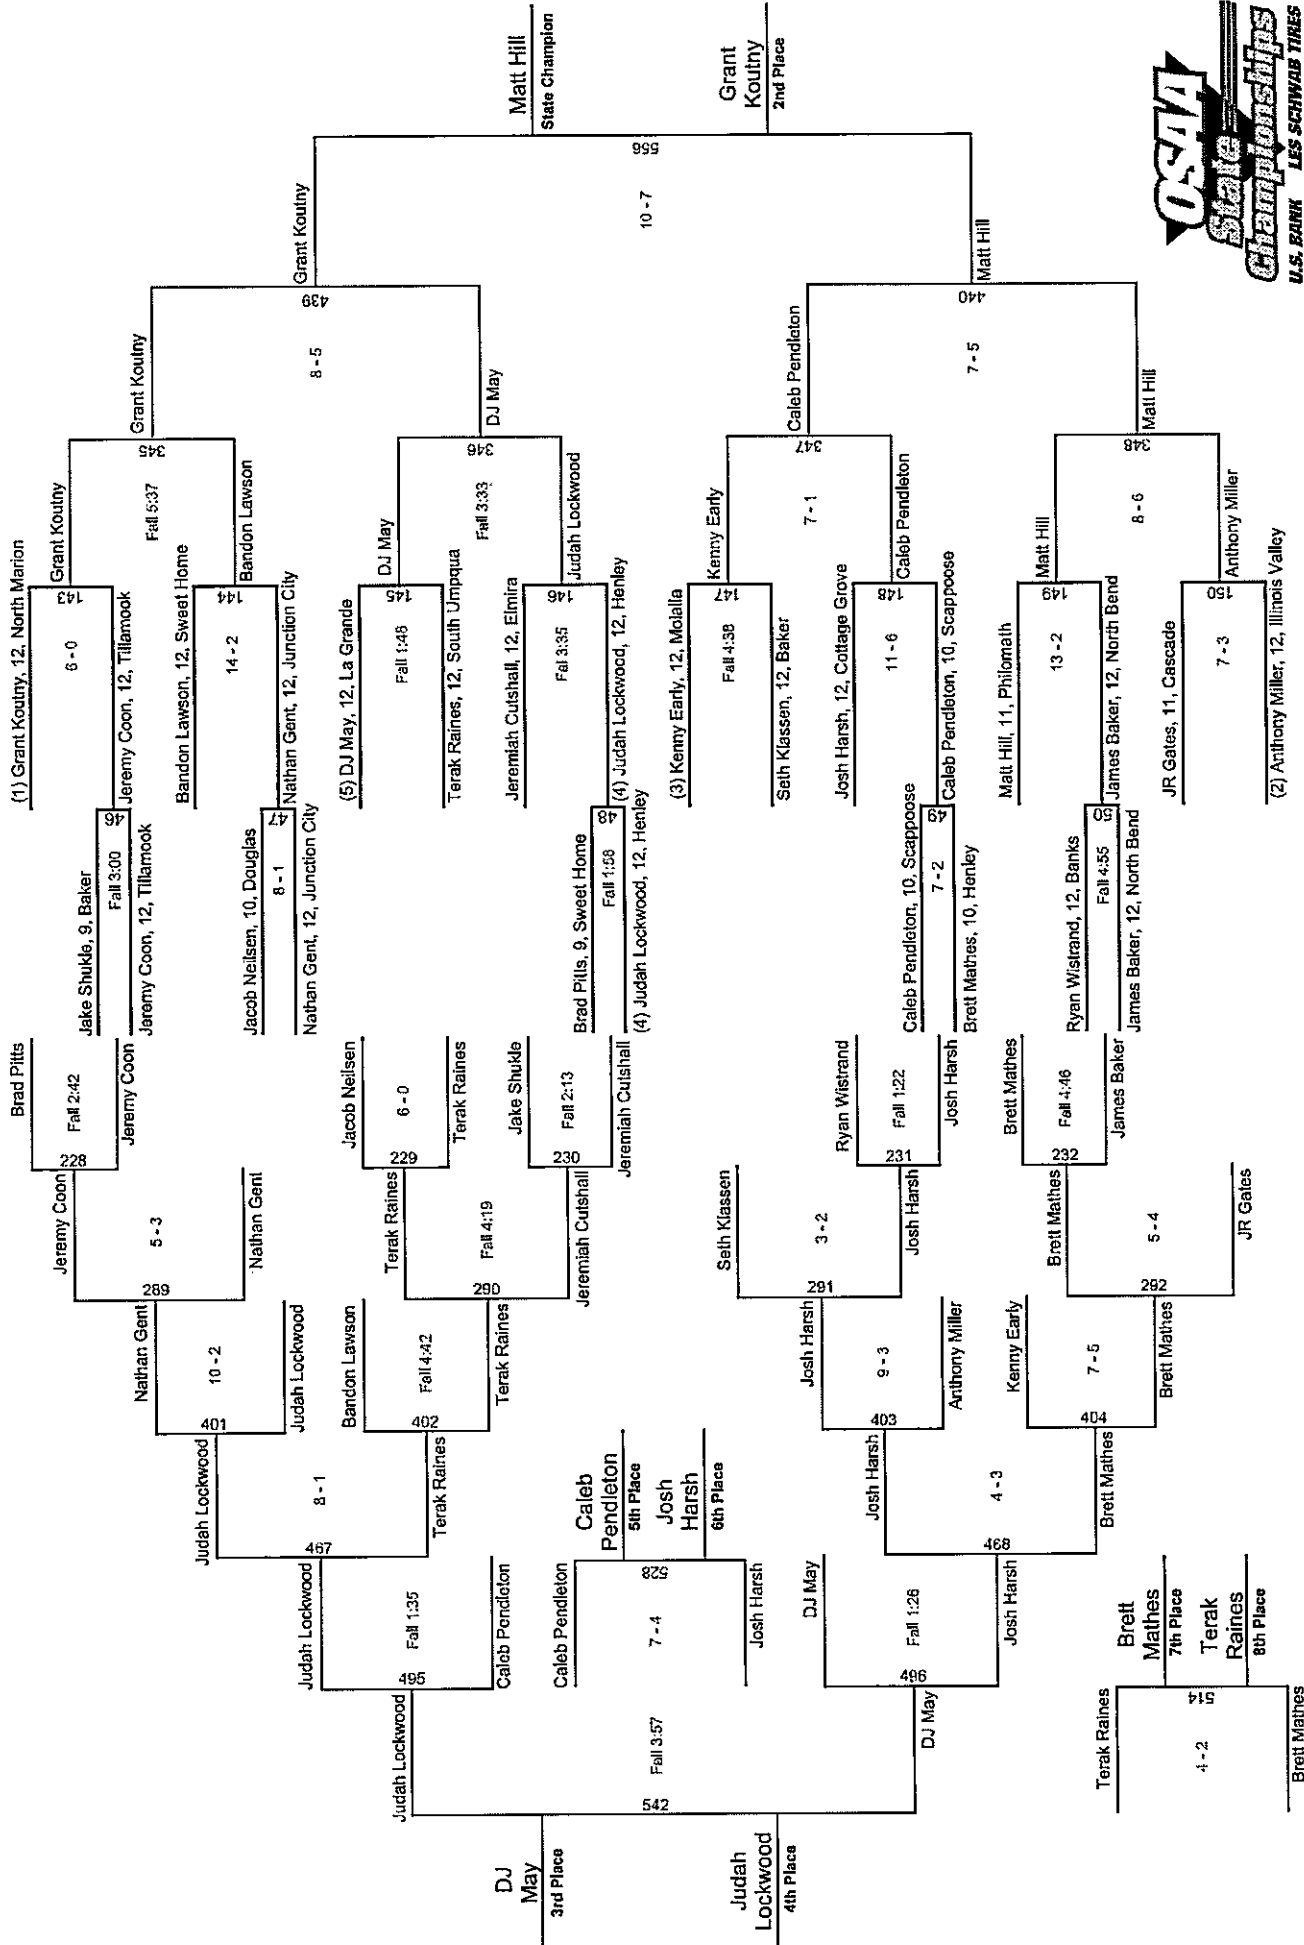 (1) Grant Koutny, 12, North Marion
143
6 - 0
Grant Koutny
Jake Shukle, 9, Baker
46
Fall 3:00
Jeremy Coon, 12, Tillamook
Jeremy Coon, 12, Tillamook
345
Fall 5:37
Grant Koutny
Bandon Lawson, 12, Sweet Home
144
14 - 2
Bandon Lawson
Jacob Neilsen, 10, Douglas
47
8 - 1
Nathan Gent, 12, Junction City
Nathan Gent, 12, Junction City
439
8 - 5
Grant Koutny
(5) DJ May, 12, La Grande
145
Fall 1:46
DJ May
Terak Raines, 12, South Umpqua
346
Fall 3:33
DJ May
Jeremiah Cutshall, 12, Elmira
146
Fal 3:35
Judah Lockwood
Brad Pitts, 9, Sweet Home
48
Fall 1:58
(4) Judah Lockwood, 12, Henley
(4) Judah Lockwood, 12, Henley
556
10 - 7
Matt Hill
State Champion
Grant
Koutny
2nd Place
(3) Kenny Early, 12, Molalla
147
Fall 4:38
Kenny Early
Seth Klassen, 12, Baker
347
7 - 1
Caleb Pendleton
Josh Harsh, 12, Cottage Grove
148
11 - 6
Caleb Pendleton
Caleb Pendleton, 10, Scappoose
49
7 - 2
Caleb Pendleton, 10, Scappoose
Brett Mathes, 10, Henley
440
7 - 5
Matt Hill
Matt Hill, 11, Philomath
149
13 - 2
Matt Hill
Ryan Wistrand, 12, Banks
50
Fall 4:55
James Baker, 12, North Bend
James Baker, 12, North Bend
348
8 - 6
Matt Hill
JR Gates, 11, Cascade
150
7 - 3
Anthony Miller
(2) Anthony Miller, 12, Illinois Valley
Brad Pitts
228
Fall 2:42
Jeremy Coon
Jeremy Coon
289
5 - 3
Nathan Gent
Nathan Gent
401
10 - 2
Judah Lockwood
Judah Lockwood
Jacob Neilsen
229
6 - 0
Terak Raines
Terak Raines
290
Fall 4:19
Jake Shukle
230
Fall 2:13
Jeremiah Cutshall
Jeremiah Cutshall
Bandon Lawson
402
Fall 4:42
Terak Raines
Terak Raines
467
8 - 1
Judah Lockwood
495
Fall 1:35
Caleb Pendleton
Judah Lockwood
Ryan Wistrand
231
Fall 1:22
Josh Harsh
Seth Klassen
291
3 - 2
Josh Harsh
Josh Harsh
403
9 - 3
Anthony Miller
Josh Harsh
Brett Mathes
232
Fall 4:46
James Baker
Brett Mathes
292
5 - 4
JR Gates
Kenny Early
404
7 - 5
Brett Mathes
Brett Mathes
468
4 - 3
DJ May
496
Fall 1:26
Josh Harsh
DJ May
542
Fall 3:57
DJ
May
3rd Place
Judah
Lockwood
4th Place
Caleb Pendleton
528
7 - 4
Josh Harsh
Caleb
Pendleton
5th Place
Josh
Harsh
6th Place
Terak Raines
514
4 - 2
Brett Mathes
Brett
Mathes
7th Place
Terak
Raines
8th Place
OSAA
State
Championships
U.S. BANK LES SCHWAB TIRES